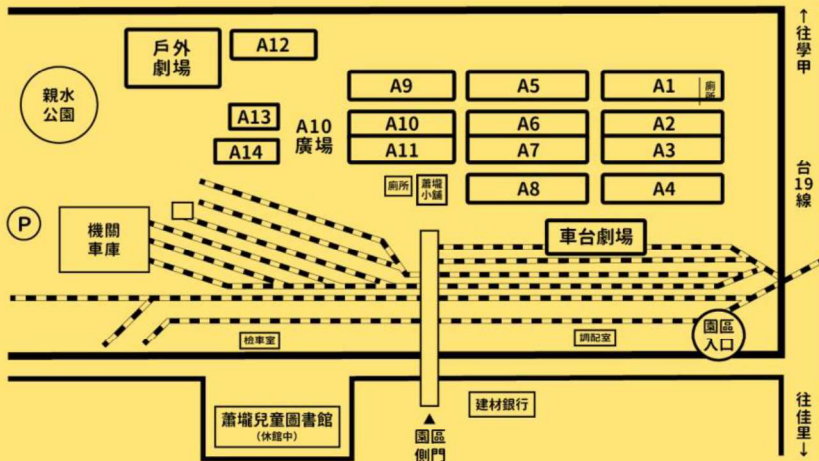 ↑往學甲
戶外
劇場
A12
親水
公園
A9
A5
A1
廁所
A13
A10
廣場
A10
A6
A2
A14
A11
A7
A3
台19線
廁所
蕭壠
小舖
A8
A4
P
機關
車庫
車台劇場
園區
入口
檢車室
調配室
蕭壠兒童圖書館
(休館中)
▲
園區
側門
建材銀行
往佳里↓